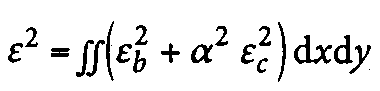 ε² = ∬(ε_b² + α² ε_c²) dxdy